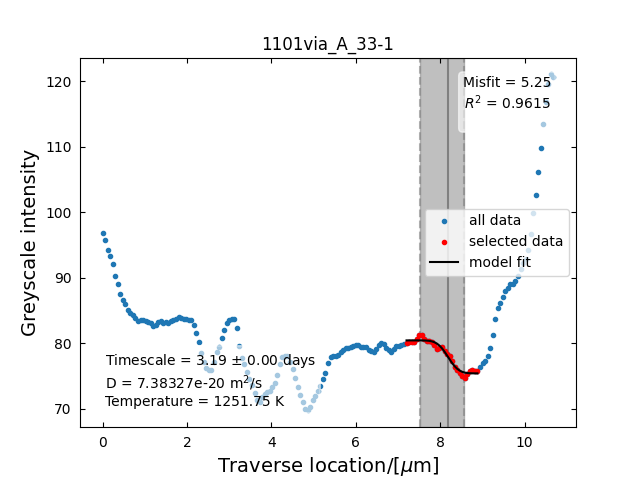 1101via_A_33-1
Misfit = 5.25
R² = 0.9615
all data
selected data
model fit
Timescale = 3.19 ± 0.00 days
D = 7.38327e-20 m²/s
Temperature = 1251.75 K
Greyscale intensity
120
110
100
90
80
70
0 2 4 6 8 10
Traverse location/[μm]